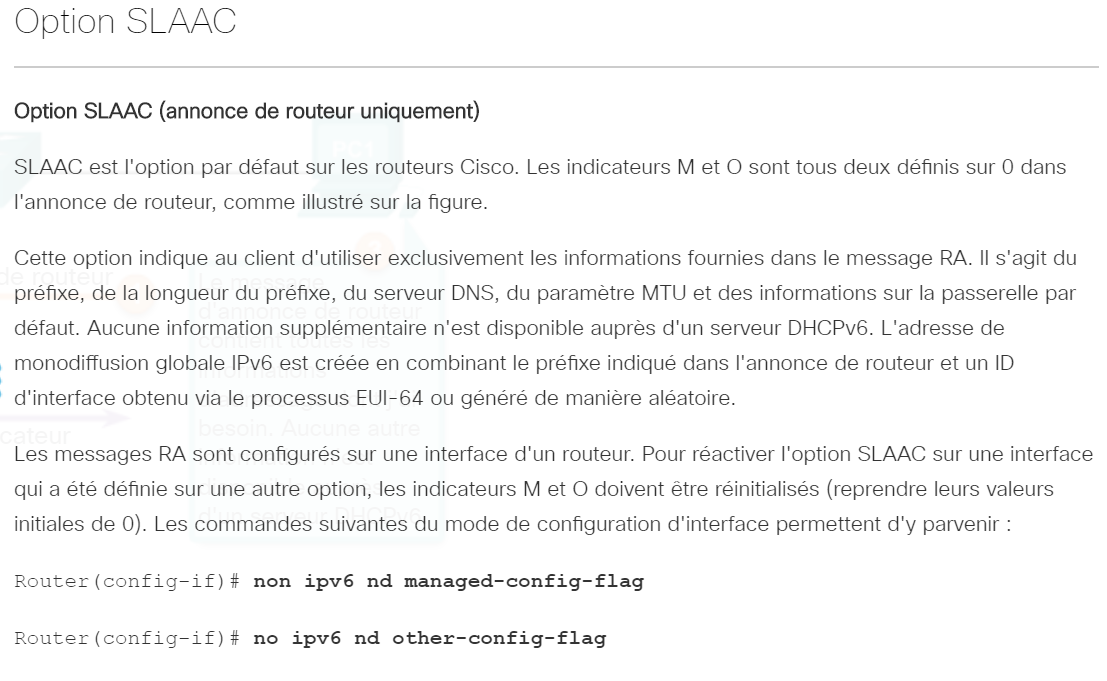 Option SLAAC
Option SLAAC (annonce de routeur uniquement)
SLAAC est l'option par défaut sur les routeurs Cisco. Les indicateurs M et O sont tous deux définis sur 0 dans
l'annonce de routeur, comme illustré sur la figure.
Cette option indique au client d'utiliser exclusivement les informations fournies dans le message RA. Il s'agit du
préfixe, de la longueur du préfixe, du serveur DNS, du paramètre MTU et des informations sur la passerelle par
défaut. Aucune information supplémentaire n'est disponible auprès d'un serveur DHCPv6. L'adresse de
monodiffusion globale IPv6 est créée en combinant le préfixe indiqué dans l'annonce de routeur et un ID
d'interface obtenu via le processus EUI-64 ou généré de manière aléatoire.
Les messages RA sont configurés sur une interface d'un routeur. Pour réactiver l'option SLAAC sur une interface
qui a été définie sur une autre option, les indicateurs M et O doivent être réinitialisés (reprendre leurs valeurs
initiales de 0). Les commandes suivantes du mode de configuration d'interface permettent d'y parvenir :
Router(config-if)# non ipv6 nd managed-config-flag
Router(config-if)# no ipv6 nd other-config-flag